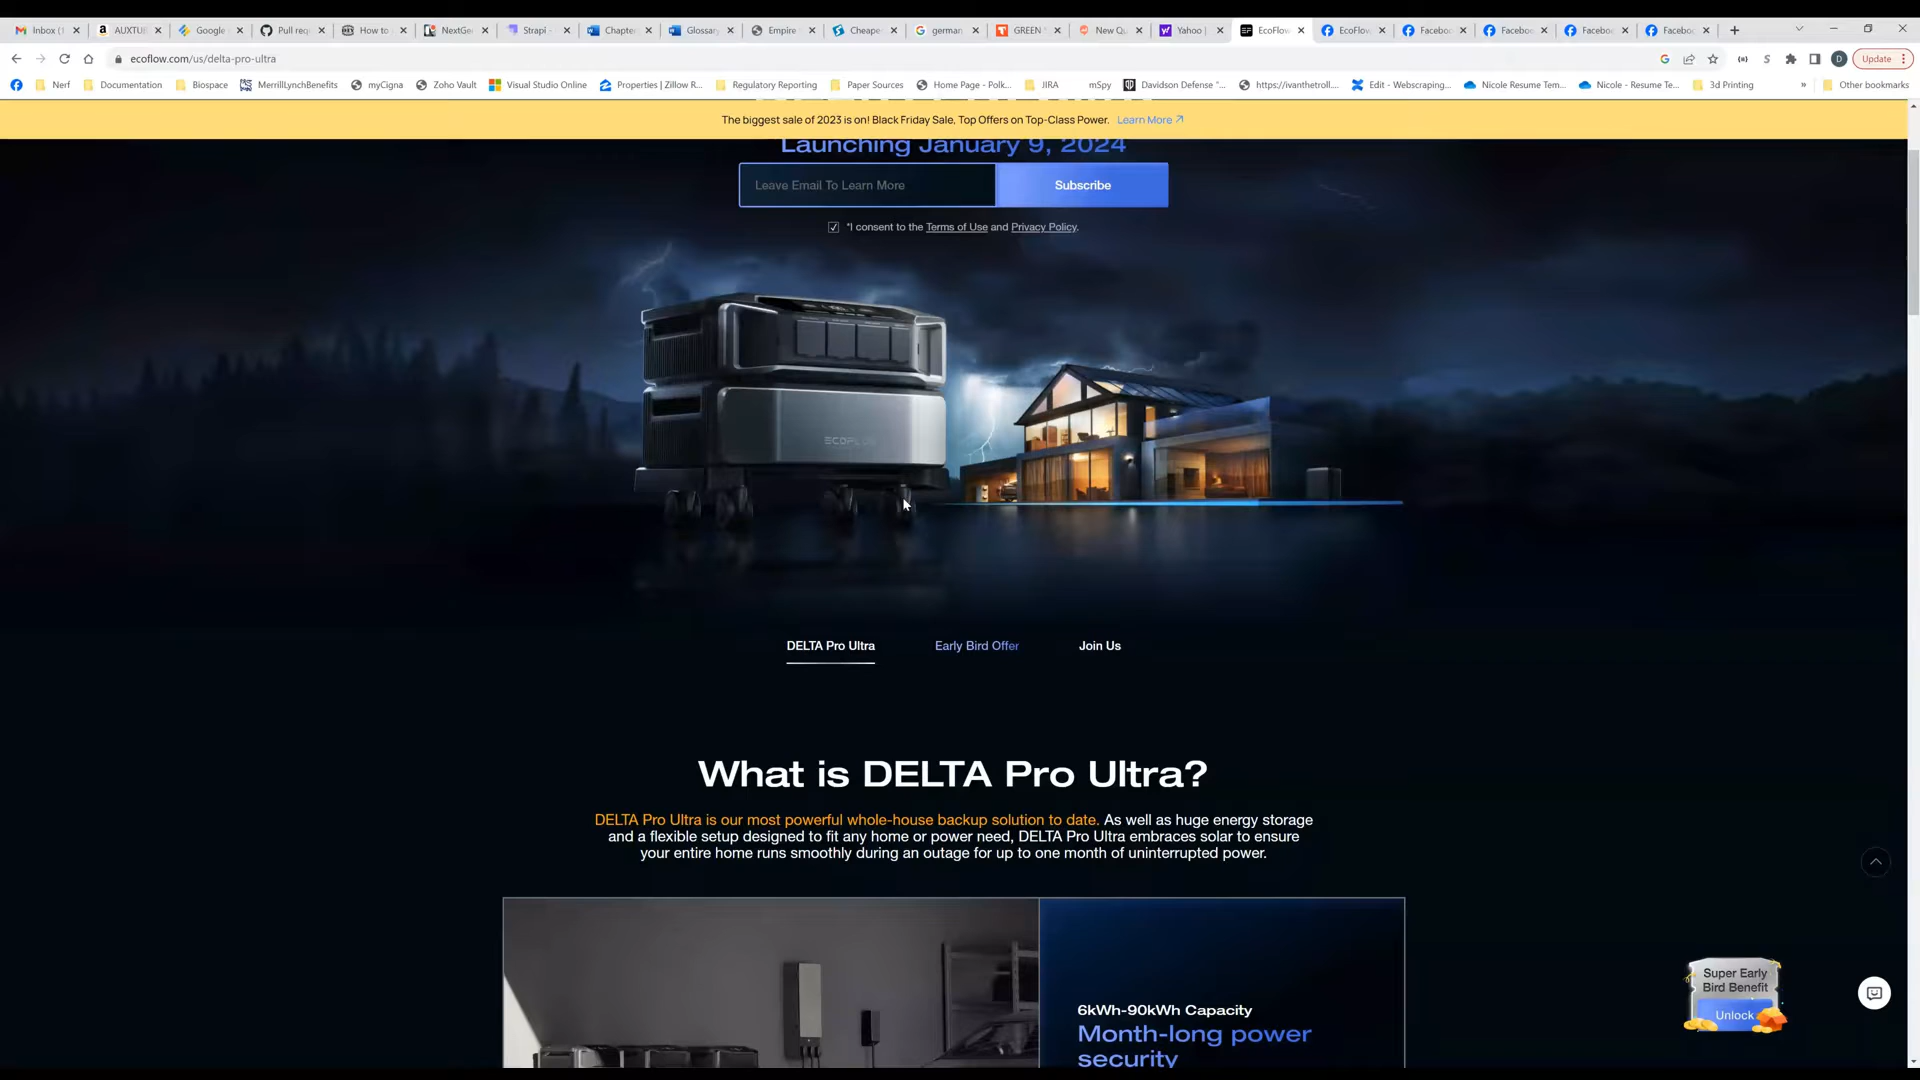 Inbox (
AUXTU
Google
Pull req
How to
NextGe
Strapi -
Chapte
Glossary
Empire
Cheape
german
GREEN
New Qu
Yahoo |
EcoFlow
EcoFlow
Faceboo
Faceboo
Faceboo
Faceboo
ecoflow.com/us/delta-pro-ultra
Update
Nerf
Documentation
Biospace
MerrillLynchBenefits
myCigna
Zoho Vault
Visual Studio Online
Properties | Zillow R...
Regulatory Reporting
Paper Sources
Home Page - Polk...
JIRA
mSpy
Davidson Defense "...
https://ivanthetroll....
Edit - Webscraping...
Nicole Resume Tem...
Nicole - Resume Te...
3d Printing
»
Other bookmarks
The biggest sale of 2023 is on! Black Friday Sale, Top Offers on Top-Class Power. Learn More
Launching January 9, 2024
Leave Email To Learn More
Subscribe
*I consent to the Terms of Use and Privacy Policy.
ECOFLOW
DELTA Pro Ultra
Early Bird Offer
Join Us
What is DELTA Pro Ultra?
DELTA Pro Ultra is our most powerful whole-house backup solution to date. As well as huge energy storage
and a flexible setup designed to fit any home or power need, DELTA Pro Ultra embraces solar to ensure
your entire home runs smoothly during an outage for up to one month of uninterrupted power.
6kWh-90kWh Capacity
Month-long power
security
Super Early
Bird Benefit
Unlock